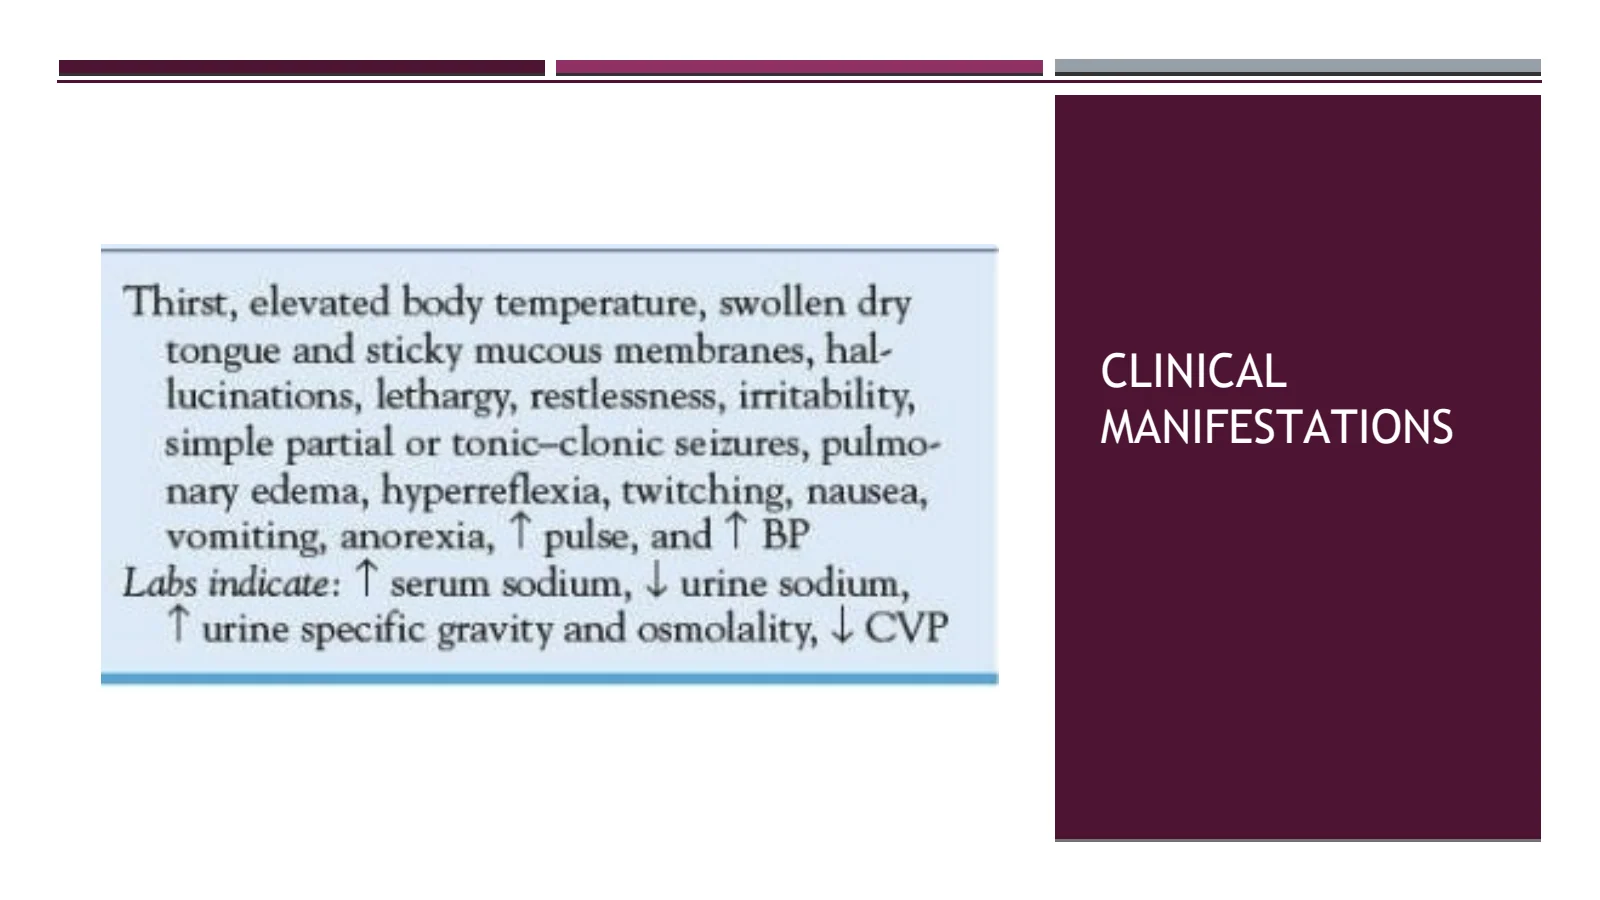 Thirst, elevated body temperature, swollen dry
tongue and sticky mucous membranes, hal-
lucinations, lethargy, restlessness, irritability,
simple partial or tonic–clonic seizures, pulmo-
nary edema, hyperreflexia, twitching, nausea,
vomiting, anorexia, ↑ pulse, and ↑ BP
Labs indicate: ↑ serum sodium, ↓ urine sodium,
↑ urine specific gravity and osmolality, ↓ CVP
CLINICAL
MANIFESTATIONS